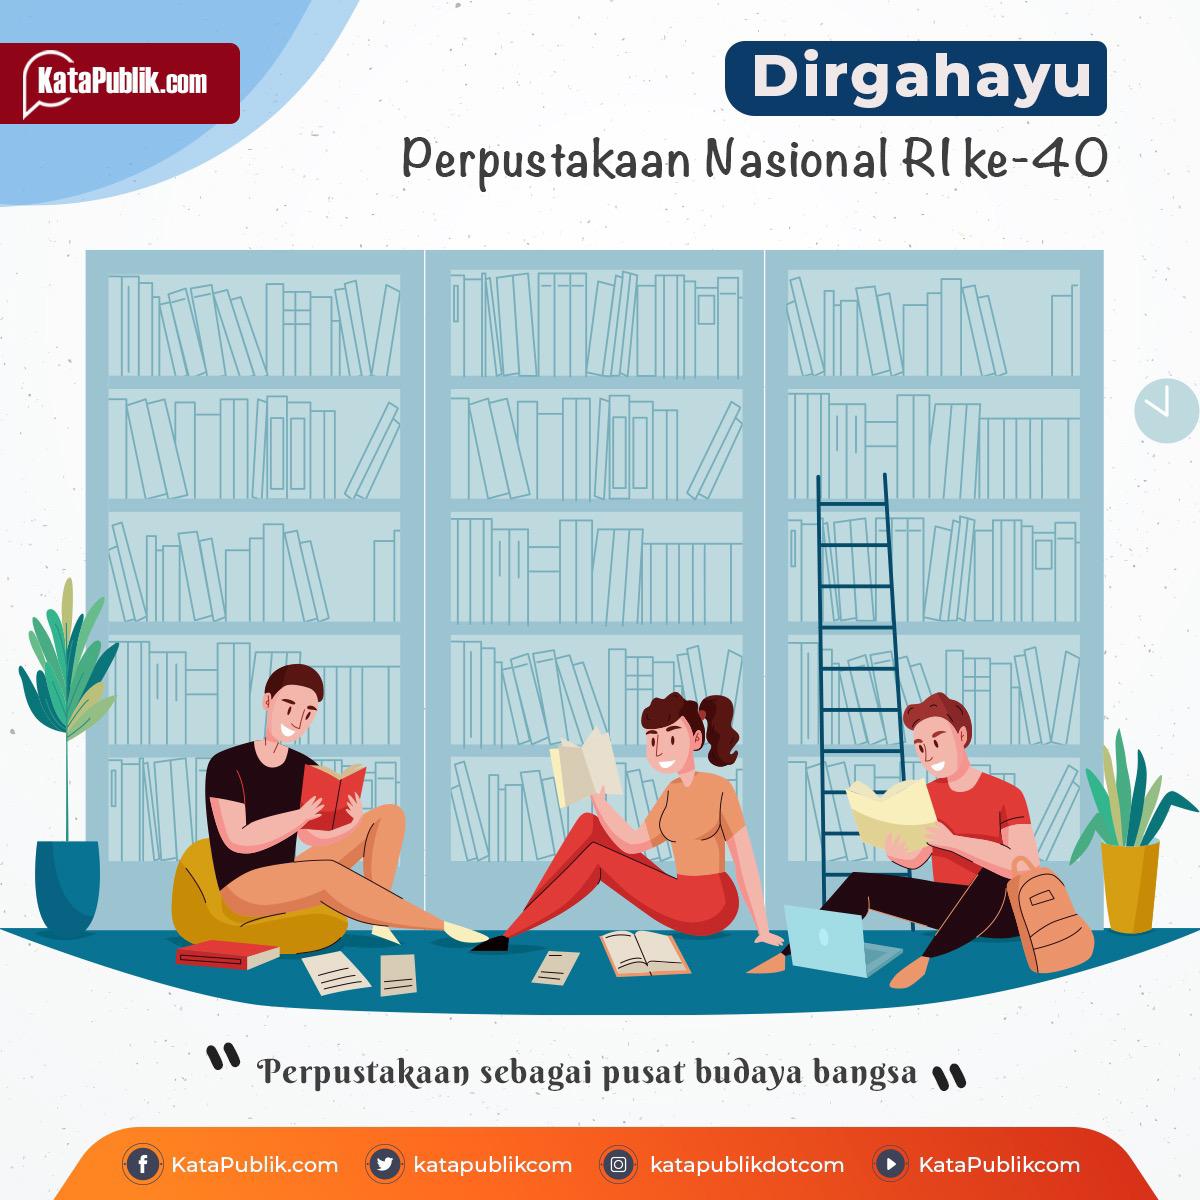 KataPublik.com
Dirgahayu
Perpustakaan Nasional RI ke-40
"Perpustakaan sebagai pusat budaya bangsa"
KataPublik.com katapublikcom katapublikdotcom KataPublikcom